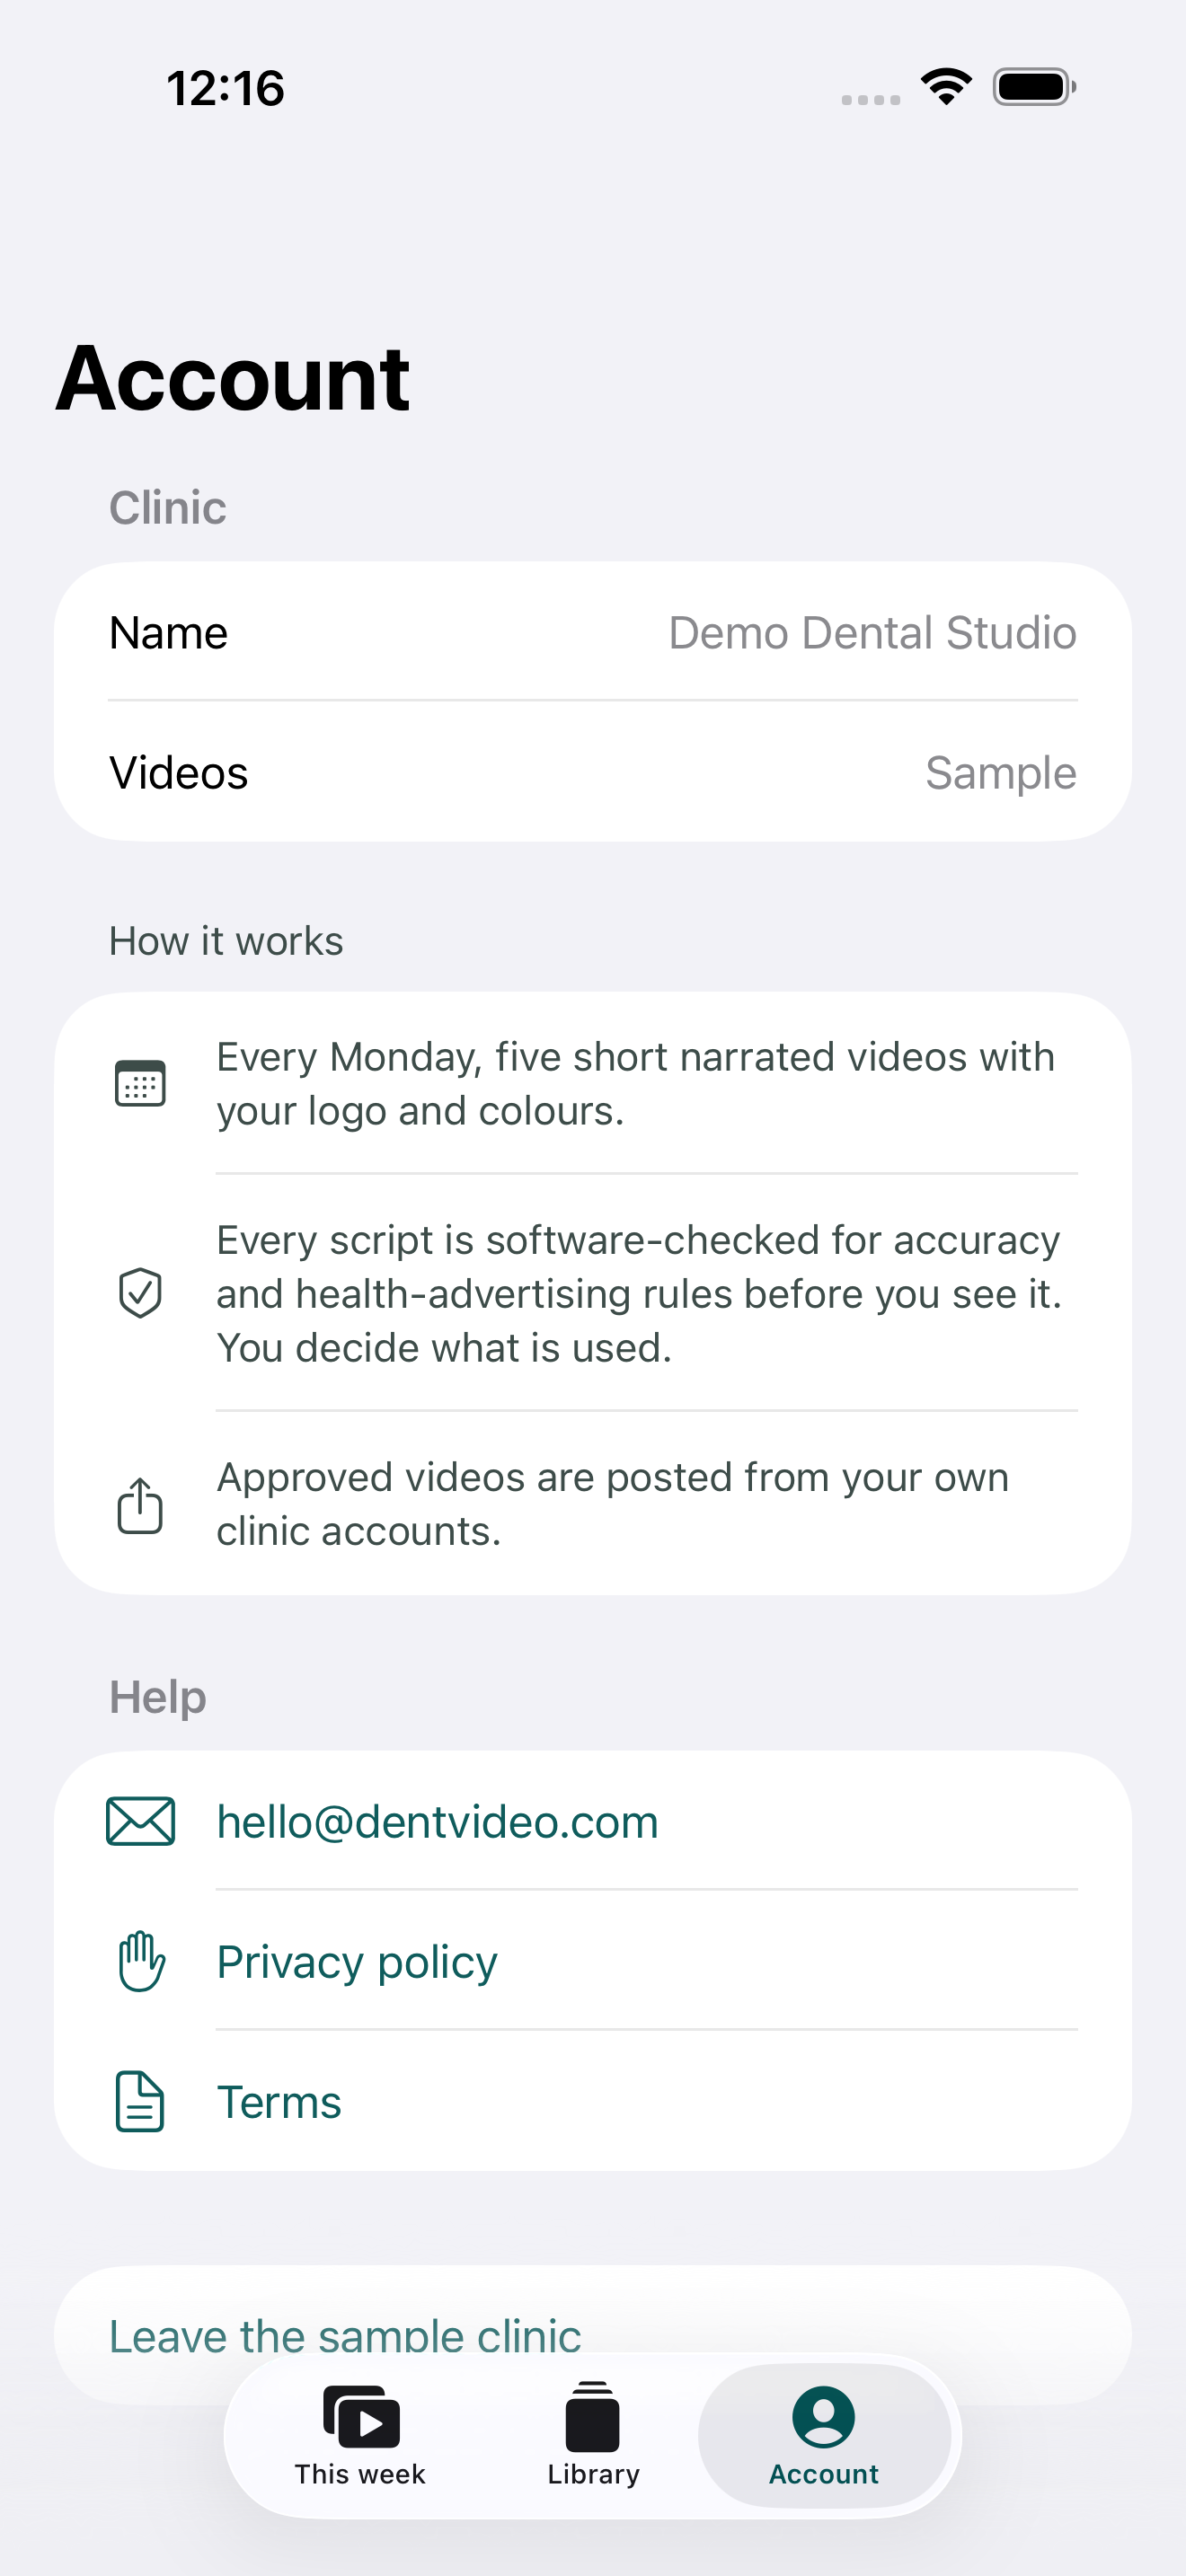 12:16
Account
Clinic
Name Demo Dental Studio
Videos Sample
How it works
Every Monday, five short narrated videos with
your logo and colours.
Every script is software-checked for accuracy
and health-advertising rules before you see it.
You decide what is used.
Approved videos are posted from your own
clinic accounts.
Help
hello@dentvideo.com
Privacy policy
Terms
Leave the sample clinic
This week Library Account